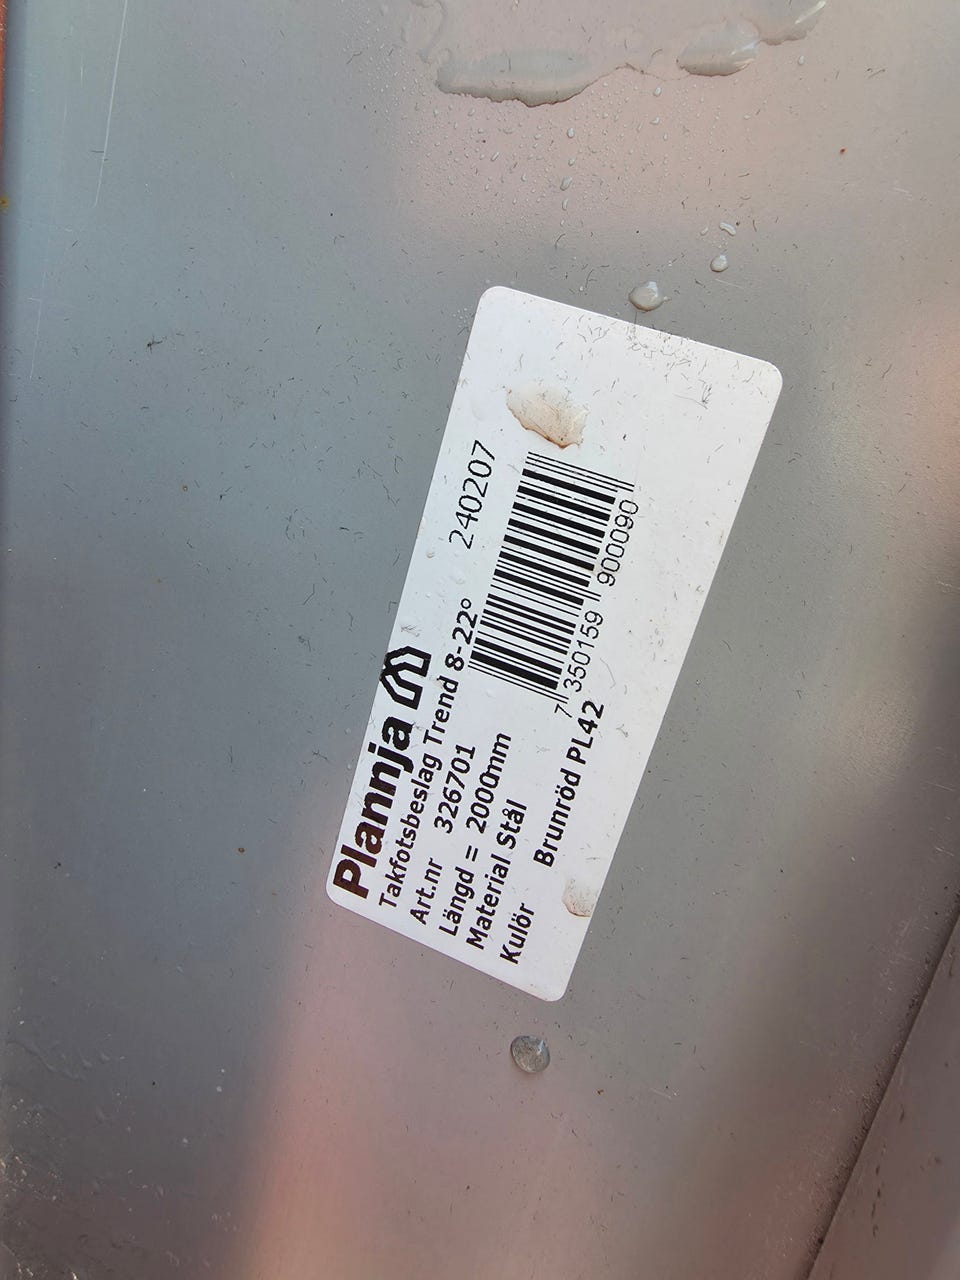 Plannja
Takfotsbeslag Trend 8-22°
240207
Art.nr 326701
Längd = 2000mm
Material Stål
Kulör Brunröd PL42
7 350159 900090